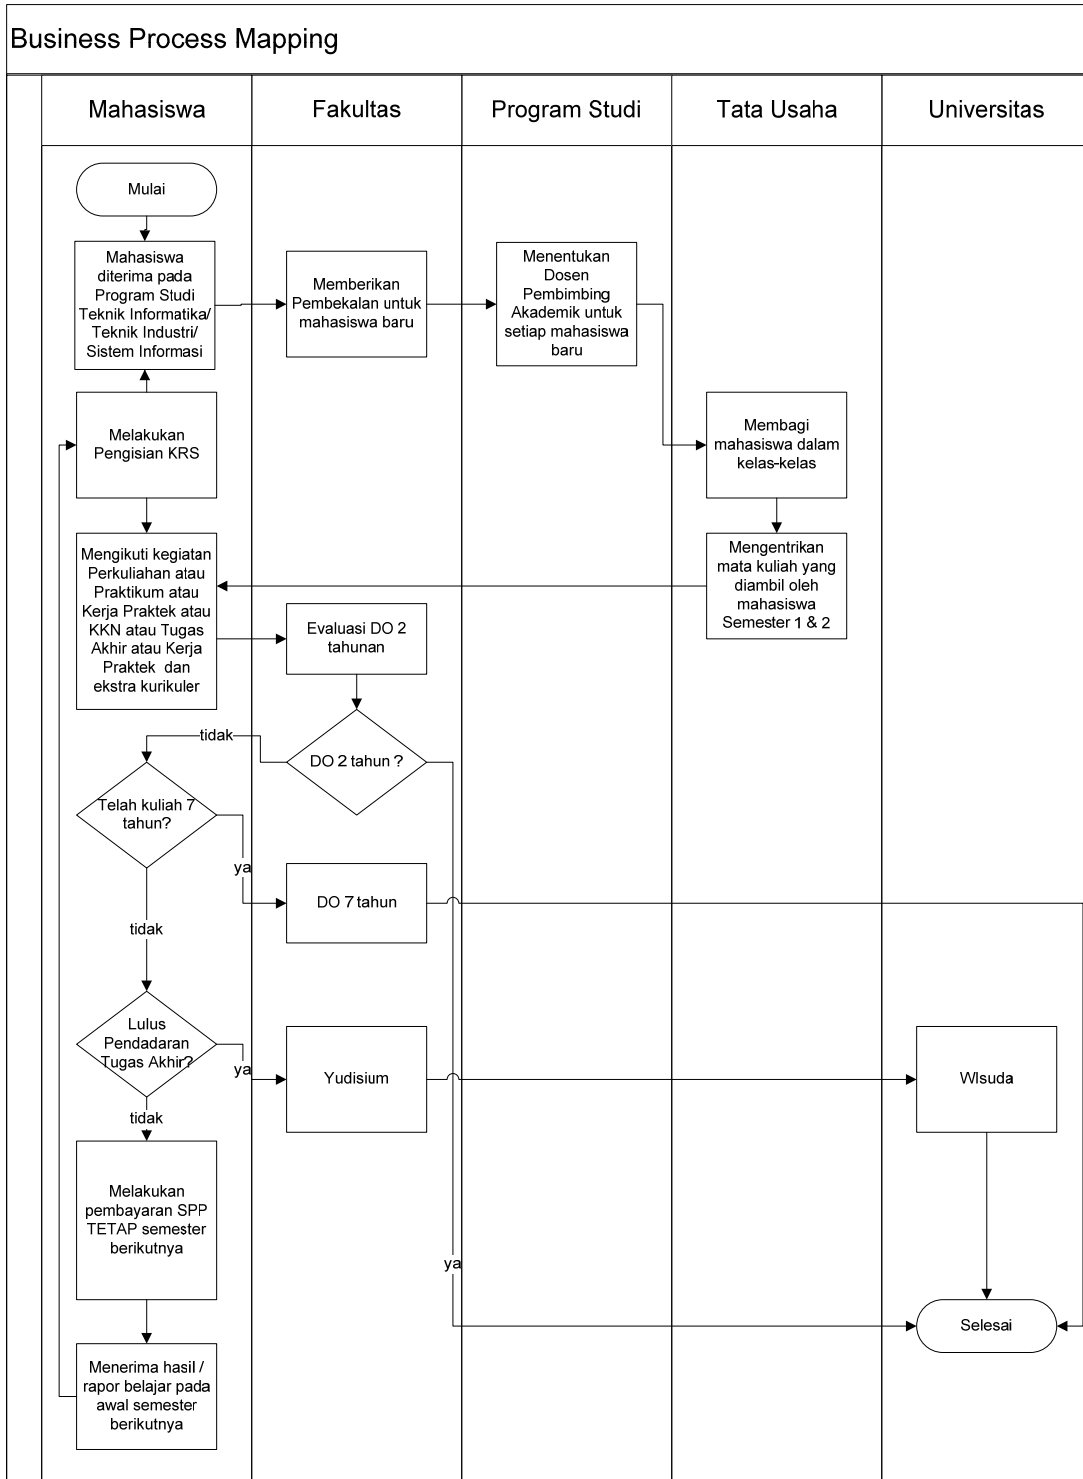 Business Process Mapping
Mahasiswa
Fakultas
Program Studi
Tata Usaha
Universitas
Mulai
Mahasiswa
diterima pada
Program Studi
Teknik Informatika/
Teknik Industri/
Sistem Informasi
Memberikan
Pembekalan untuk
mahasiswa baru
Menentukan
Dosen
Pembimbing
Akademik untuk
setiap mahasiswa
baru
Melakukan
Pengisian KRS
Membagi
mahasiswa dalam
kelas-kelas
Mengikuti kegiatan
Perkuliahan atau
Praktikum atau
Kerja Praktek atau
KKN atau Tugas
Akhir atau Kerja
Praktek dan
ekstra kurikuler
Mengentrikan
mata kuliah yang
diambil oleh
mahasiswa
Semester 1 & 2
Evaluasi DO 2
tahunan
DO 2 tahun ?
tidak
Telah kuliah 7
tahun?
ya
DO 7 tahun
tidak
Lulus
Pendadaran
Tugas Akhir?
ya
Yudisium
WIsuda
tidak
Melakukan
pembayaran SPP
TETAP semester
berikutnya
ya
Selesai
Menerima hasil /
rapor belajar pada
awal semester
berikutnya